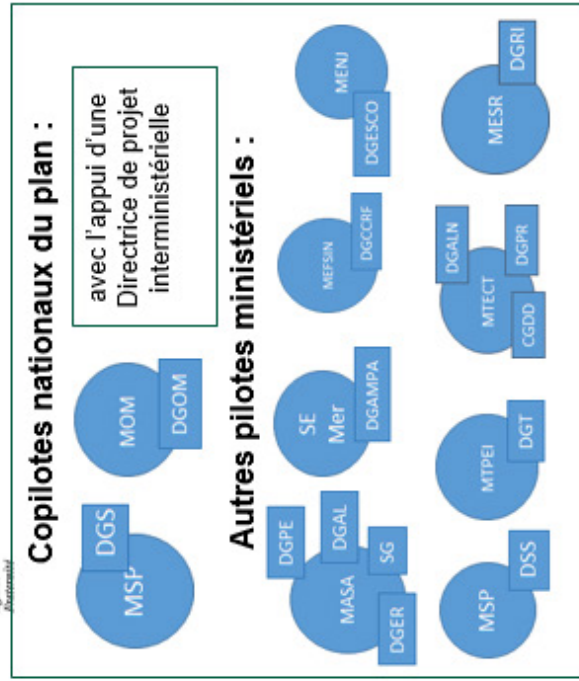 Fraternité
Copilotes nationaux du plan :
MSP
DGS
MOM
DGOM
avec l'appui d'une
Directrice de projet
interministérielle
Autres pilotes ministériels :
MASA
DGPE
DGAL
SG
DGER
SE
Mer
DGAMPA
MEFSIN
DGCCRF
MENJ
DGESCO
MSP
DSS
MTPEI
DGT
MTECT
DGALN
DGPR
CGDD
MESR
DGRI